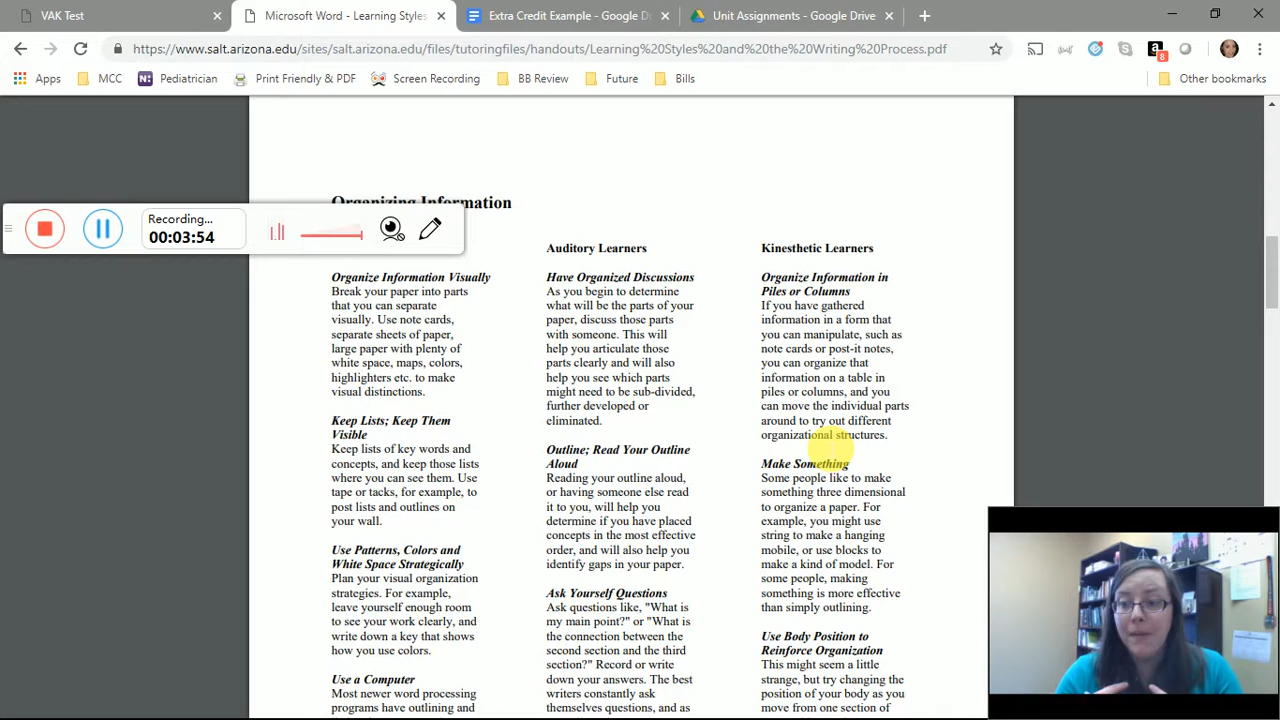 VAK Test
Microsoft Word - Learning Styles
Extra Credit Example - Google D
Unit Assignments - Google Drive
https://www.salt.arizona.edu/sites/salt.arizona.edu/files/tutoringfiles/handouts/Learning%20Styles%20and%20the%20Writing%20Process.pdf
8
Apps
MCC
Pediatrician
Print Friendly & PDF
Screen Recording
BB Review
Future
Bills
Other bookmarks
Recording...
00:03:54
Organizing Information
Organize Information Visually
Break your paper into parts
that you can separate
visually. Use note cards,
separate sheets of paper,
large paper with plenty of
white space, maps, colors,
highlighters etc. to make
visual distinctions.
Keep Lists; Keep Them
Visible
Keep lists of key words and
concepts, and keep those lists
where you can see them. Use
tape or tacks, for example, to
post lists and outlines on
your wall.
Use Patterns, Colors and
White Space Strategically
Plan your visual organization
strategies. For example,
leave yourself enough room
to see your work clearly, and
write down a key that shows
how you use colors.
Use a Computer
Most newer word processing
programs have outlining and
Auditory Learners
Have Organized Discussions
As you begin to determine
what will be the parts of your
paper, discuss those parts
with someone. This will
help you articulate those
parts clearly and will also
help you see which parts
might need to be sub-divided,
further developed or
eliminated.
Outline; Read Your Outline
Aloud
Reading your outline aloud,
or having someone else read
it to you, will help you
determine if you have placed
concepts in the most effective
order, and will also help you
identify gaps in your paper.
Ask Yourself Questions
Ask questions like, "What is
my main point?" or "What is
the connection between the
second section and the third
section?" Record or write
down your answers. The best
writers constantly ask
themselves questions, and as
Kinesthetic Learners
Organize Information in
Piles or Columns
If you have gathered
information in a form that
you can manipulate, such as
note cards or post-it notes,
you can organize that
information on a table in
piles or columns, and you
can move the individual parts
around to try out different
organizational structures.
Make Something
Some people like to make
something three dimensional
to organize a paper. For
example, you might use
string to make a hanging
mobile, or use blocks to
make a kind of model. For
some people, making
something is more effective
than simply outlining.
Use Body Position to
Reinforce Organization
This might seem a little
strange, but try changing the
position of your body as you
move from one section of